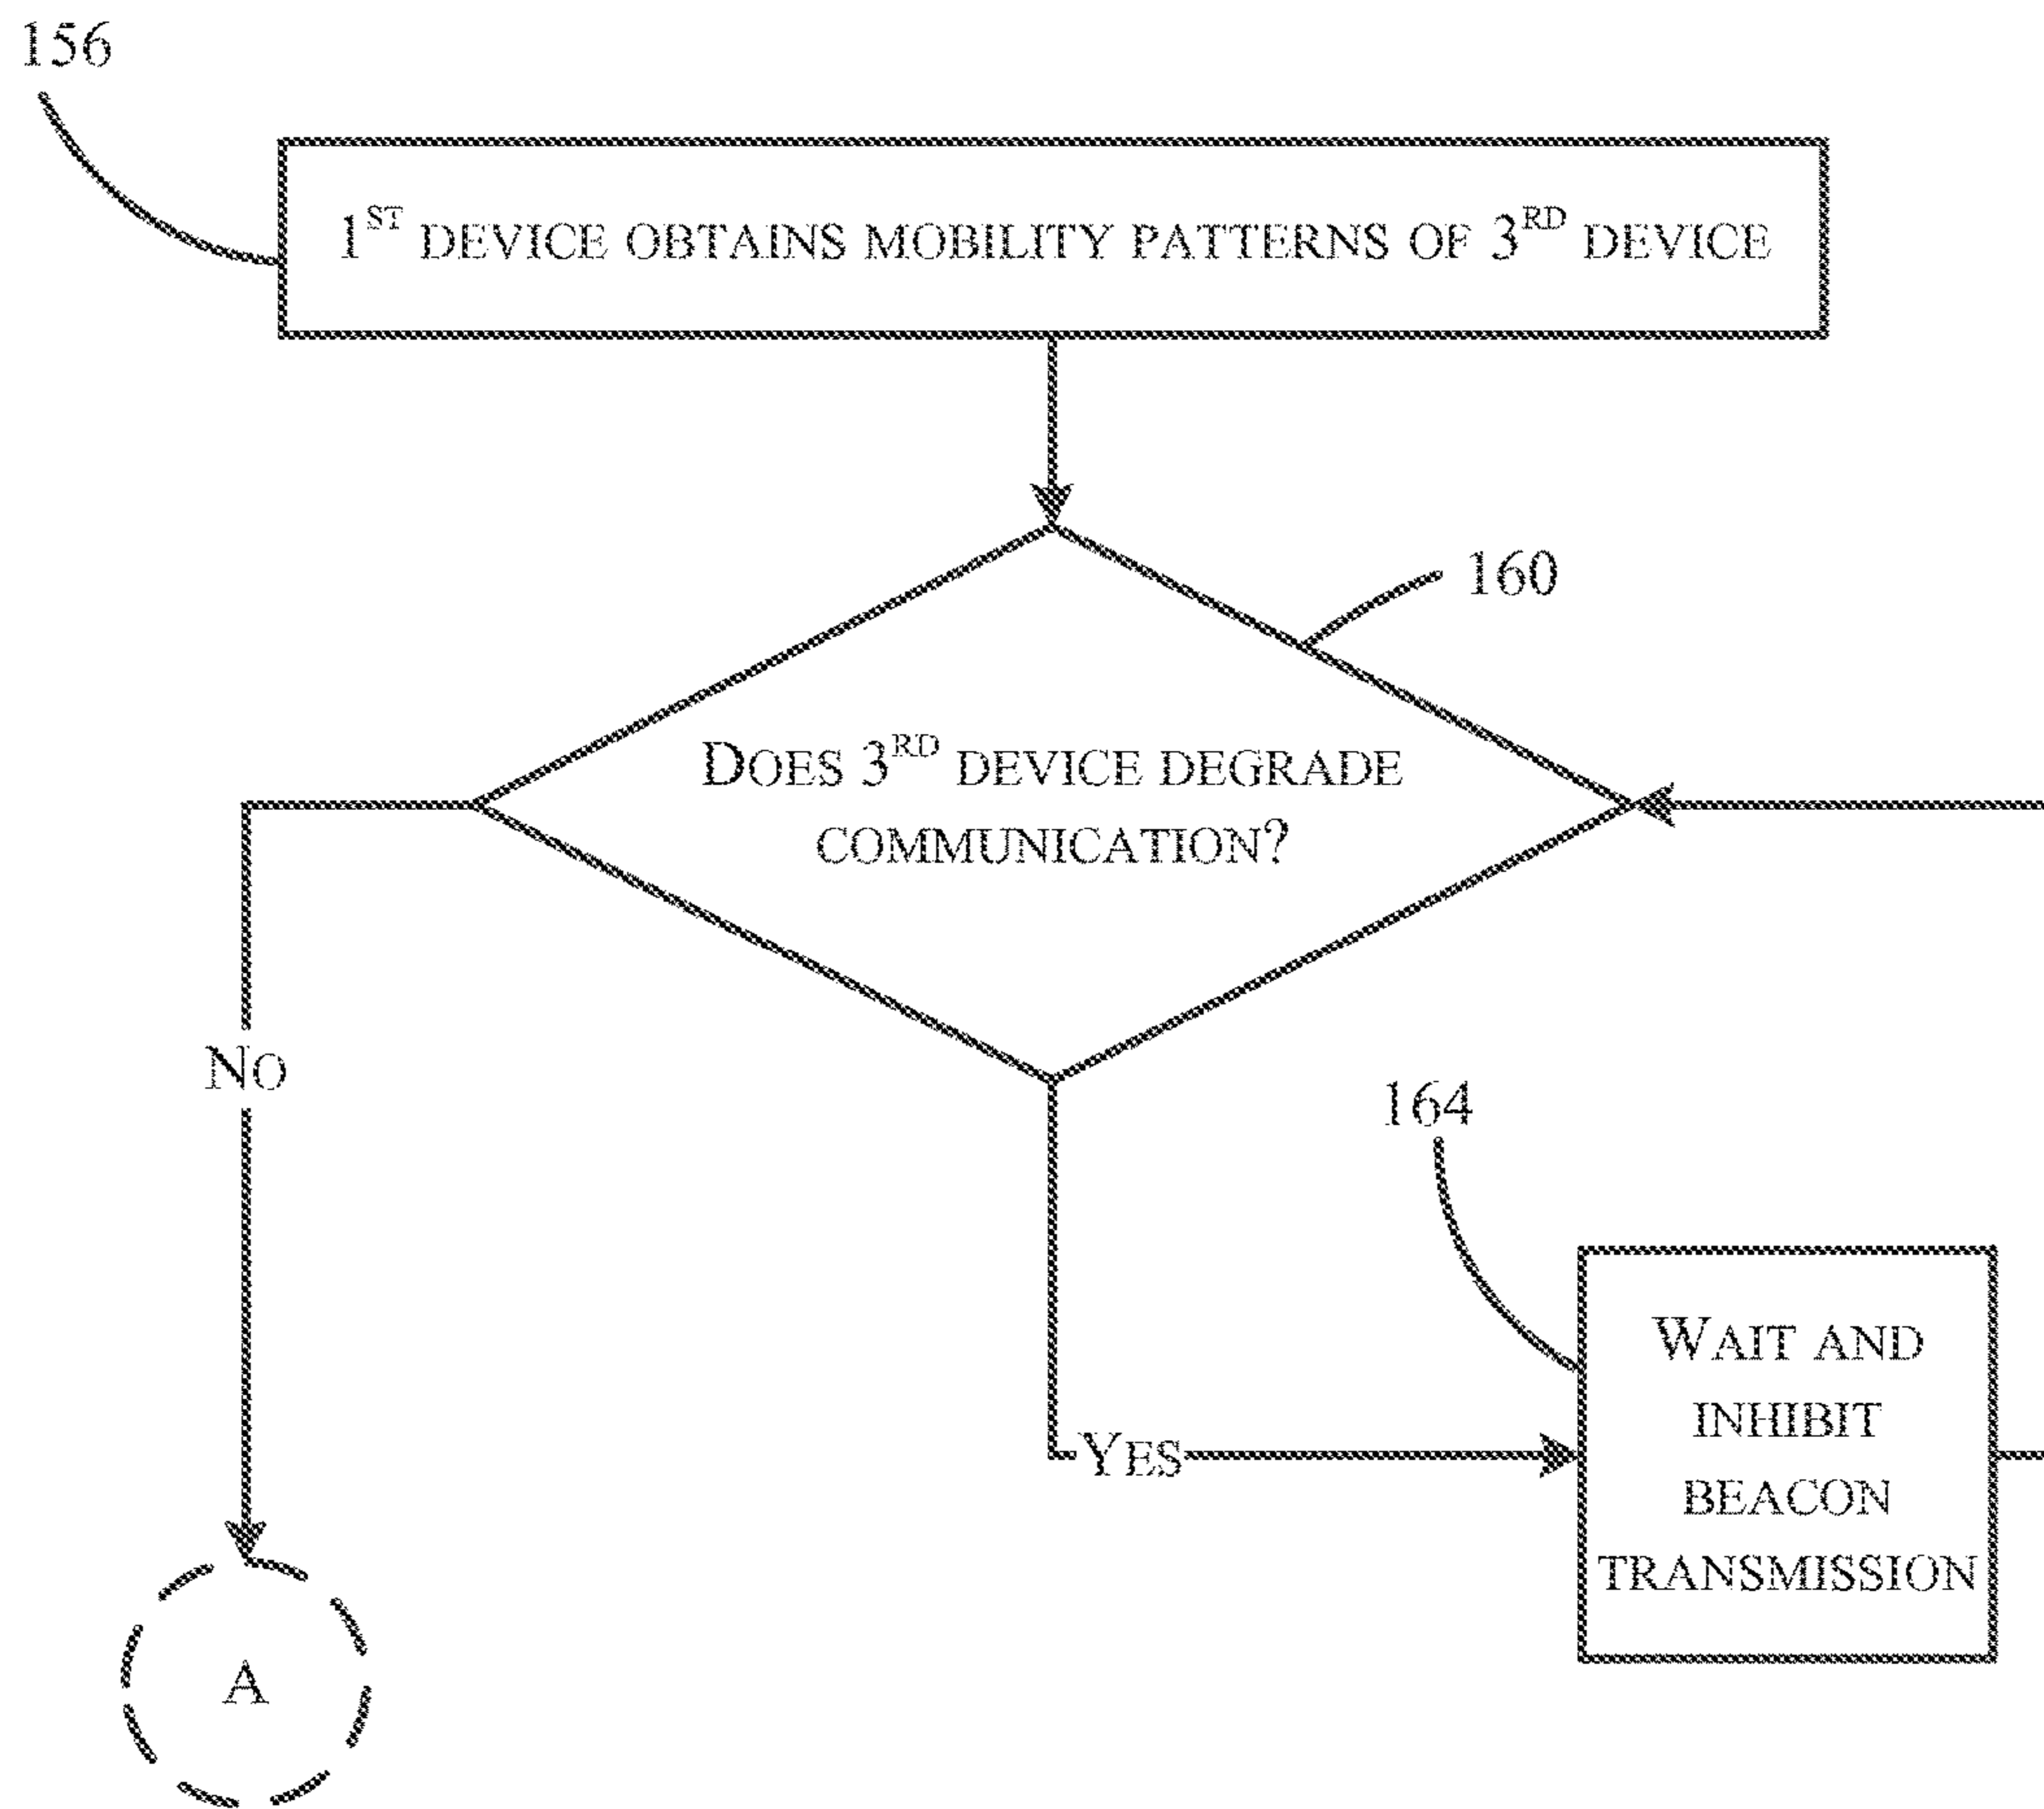 156
1ST DEVICE OBTAINS MOBILITY PATTERNS OF 3RD DEVICE
160
DOES 3RD DEVICE DEGRADE
COMMUNICATION?
NO
164
YES
WAIT AND
INHIBIT
BEACON
TRANSMISSION
A